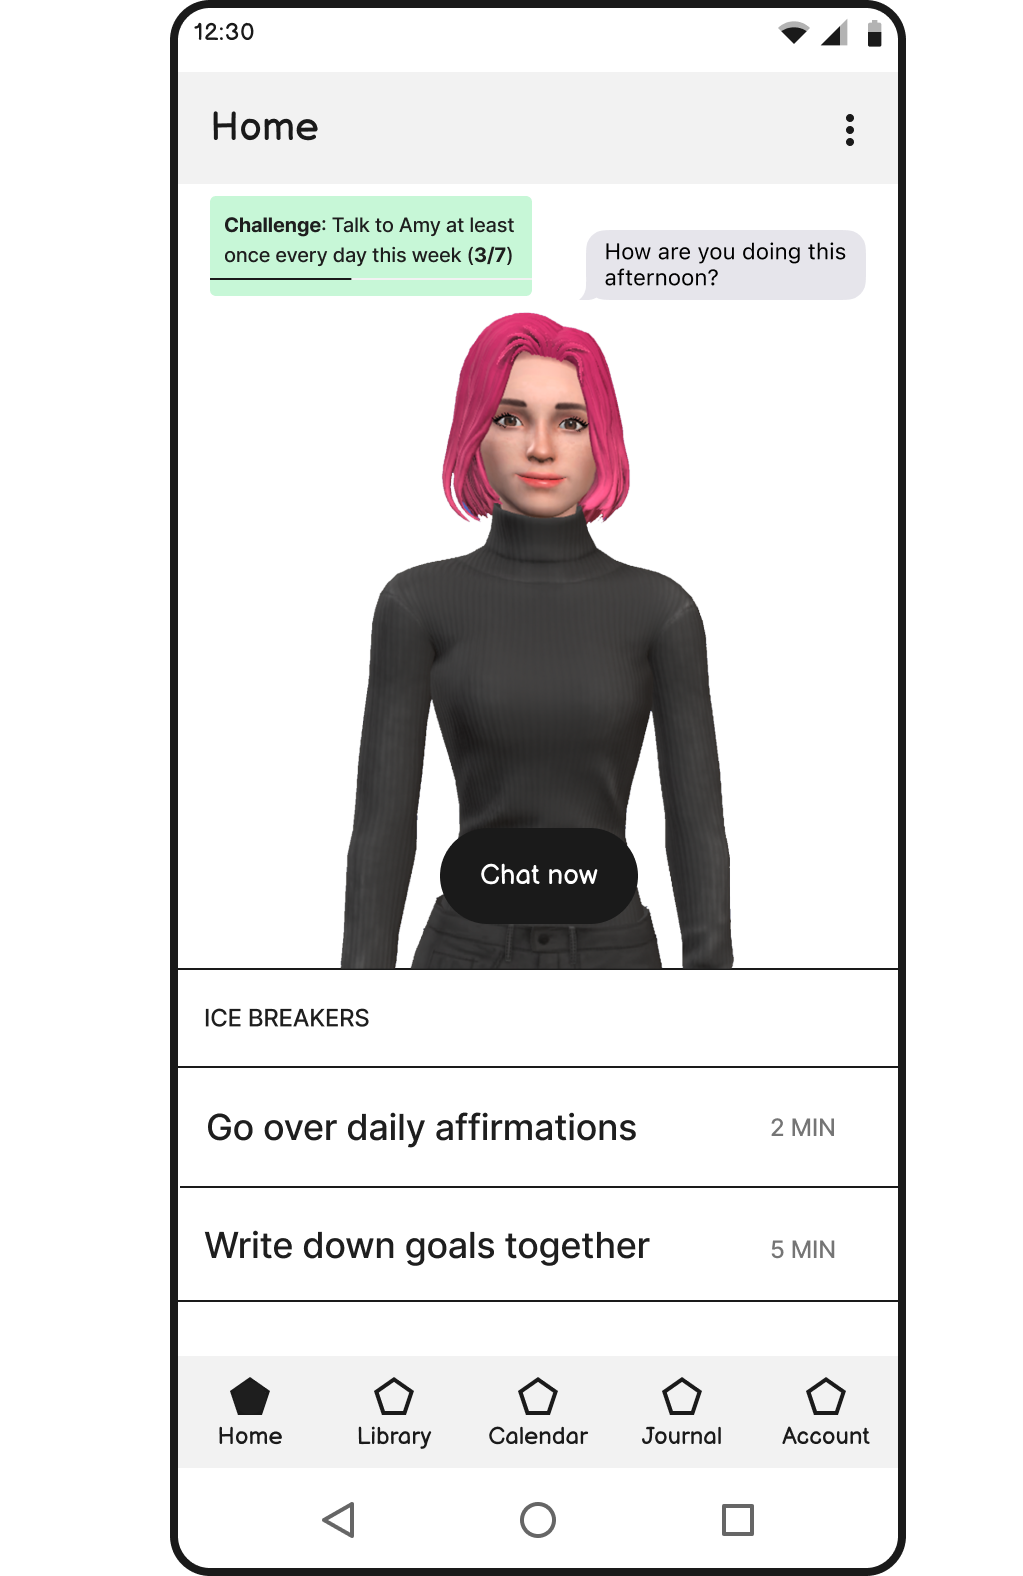 12:30
Home
Challenge: Talk to Amy at least
once every day this week (3/7)
How are you doing this
afternoon?
Chat now
ICE BREAKERS
Go over daily affirmations
2 MIN
Write down goals together
5 MIN
Home
Library
Calendar
Journal
Account